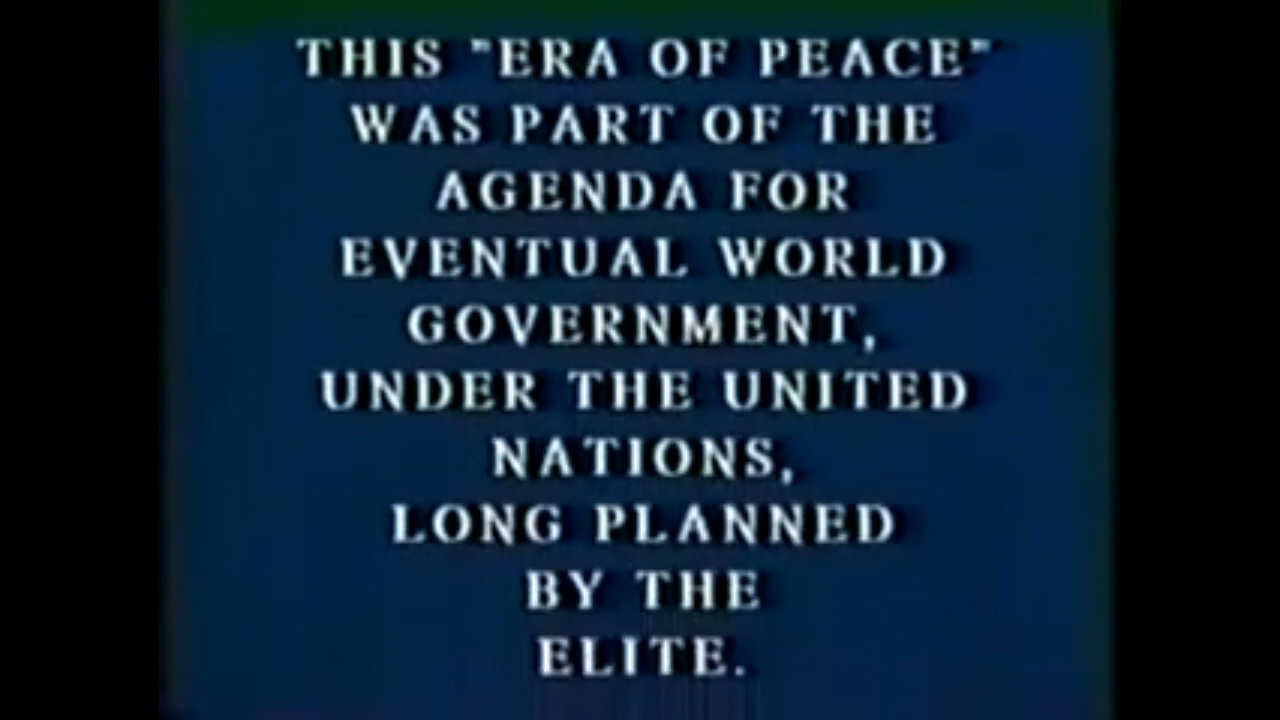 THIS "ERA OF PEACE"
WAS PART OF THE
AGENDA FOR
EVENTUAL WORLD
GOVERNMENT,
UNDER THE UNITED
NATIONS,
LONG PLANNED
BY THE
ELITE.